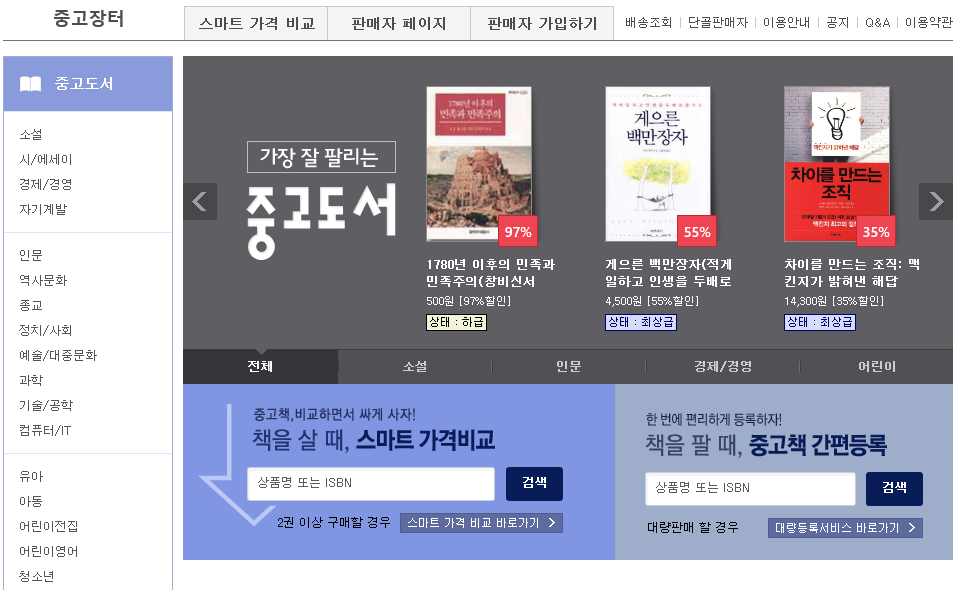 중고장터
스마트 가격 비교
판매자 페이지
판매자 가입하기
배송조회 | 단골판매자 | 이용안내 | 공지 | Q&A | 이용약관
중고도서
소설
시/에세이
경제/경영
자기계발
인문
역사문화
종교
정치/사회
예술/대중문화
과학
기술/공학
컴퓨터/IT
유아
아동
어린이전집
어린이영어
청소년
가장 잘 팔리는
중고도서
1780년 이후의
민족과 민족주의
97%
1780년 이후의 민족과
민족주의(창비신서
500원 [97%할인]
상태 : 하급
게으른
백만장자
55%
게으른 백만장자(적게
일하고 인생을 두배로
4,500원 [55%할인]
상태 : 최상급
맥킨지가 밝혀낸 해답
차이를 만드는
조직
35%
차이를 만드는 조직: 맥
킨지가 밝혀낸 해답
14,300원 [35%할인]
상태 : 최상급
전체
소설
인문
경제/경영
어린이
중고책,비교하면서 싸게 사자!
책을 살 때, 스마트 가격비교
상품명 또는 ISBN
검색
2권 이상 구매할 경우
스마트 가격 비교 바로가기 >
한 번에 편리하게 등록하자!
책을 팔 때, 중고책 간편등록
상품명 또는 ISBN
검색
대량판매 할 경우
대량등록서비스 바로가기 >